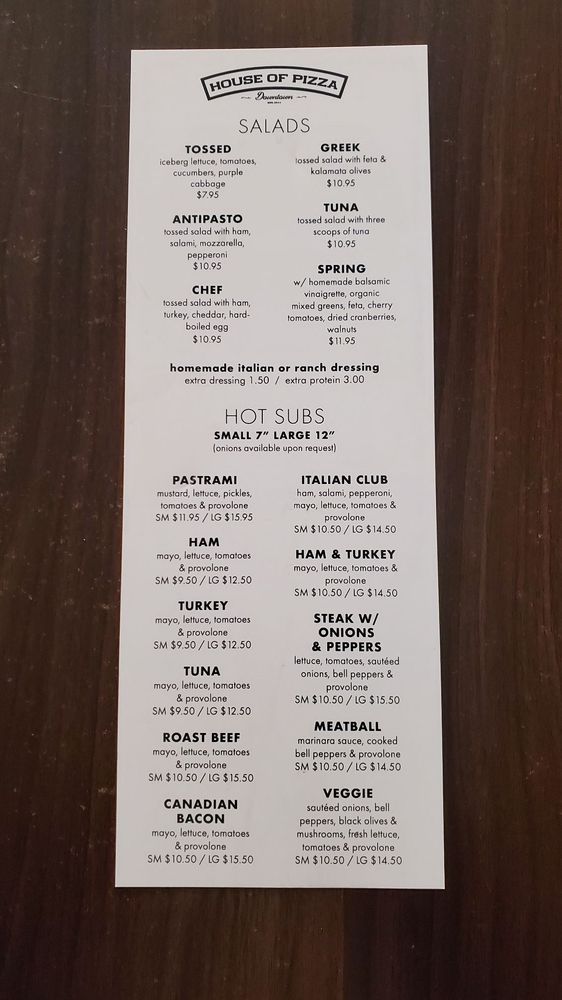 HOUSE OF PIZZA
Downtown
SALADS
TOSSED
iceberg lettuce, tomatoes,
cucumbers, purple
cabbage
$7.95
ANTIPASTO
tossed salad with ham,
salami, mozzarella,
pepperoni
$10.95
CHEF
tossed salad with ham,
turkey, cheddar, hard-
boiled egg
$10.95
GREEK
tossed salad with feta &
kalamata olives
$10.95
TUNA
tossed salad with three
scoops of tuna
$10.95
SPRING
w/ homemade balsamic
vinaigrette, organic
mixed greens, feta, cherry
tomatoes, dried cranberries,
walnuts
$11.95
homemade italian or ranch dressing
extra dressing 1.50 / extra protein 3.00
HOT SUBS
SMALL 7" LARGE 12"
(onions available upon request)
PASTRAMI
mustard, lettuce, pickles,
tomatoes & provolone
SM $11.95 / LG $15.95
HAM
mayo, lettuce, tomatoes
& provolone
SM $9.50 / LG $12.50
TURKEY
mayo, lettuce, tomatoes
& provolone
SM $9.50 / LG $12.50
TUNA
mayo, lettuce, tomatoes
& provolone
SM $9.50 / LG $12.50
ROAST BEEF
mayo, lettuce, tomatoes
& provolone
SM $10.50 / LG $15.50
CANADIAN
BACON
mayo, lettuce, tomatoes
& provolone
SM $10.50 / LG $15.50
ITALIAN CLUB
ham, salami, pepperoni,
mayo, lettuce, tomatoes &
provolone
SM $10.50 / LG $14.50
HAM & TURKEY
mayo, lettuce, tomatoes &
provolone
SM $10.50 / LG $14.50
STEAK W/
ONIONS
& PEPPERS
lettuce, tomatoes, sautéed
onions, bell peppers &
provolone
SM $10.50 / LG $15.50
MEATBALL
marinara sauce, cooked
bell peppers & provolone
SM $10.50 / LG $14.50
VEGGIE
sautéed onions, bell
peppers, black olives &
mushrooms, fresh lettuce,
tomatoes & provolone
SM $10.50 / LG $14.50